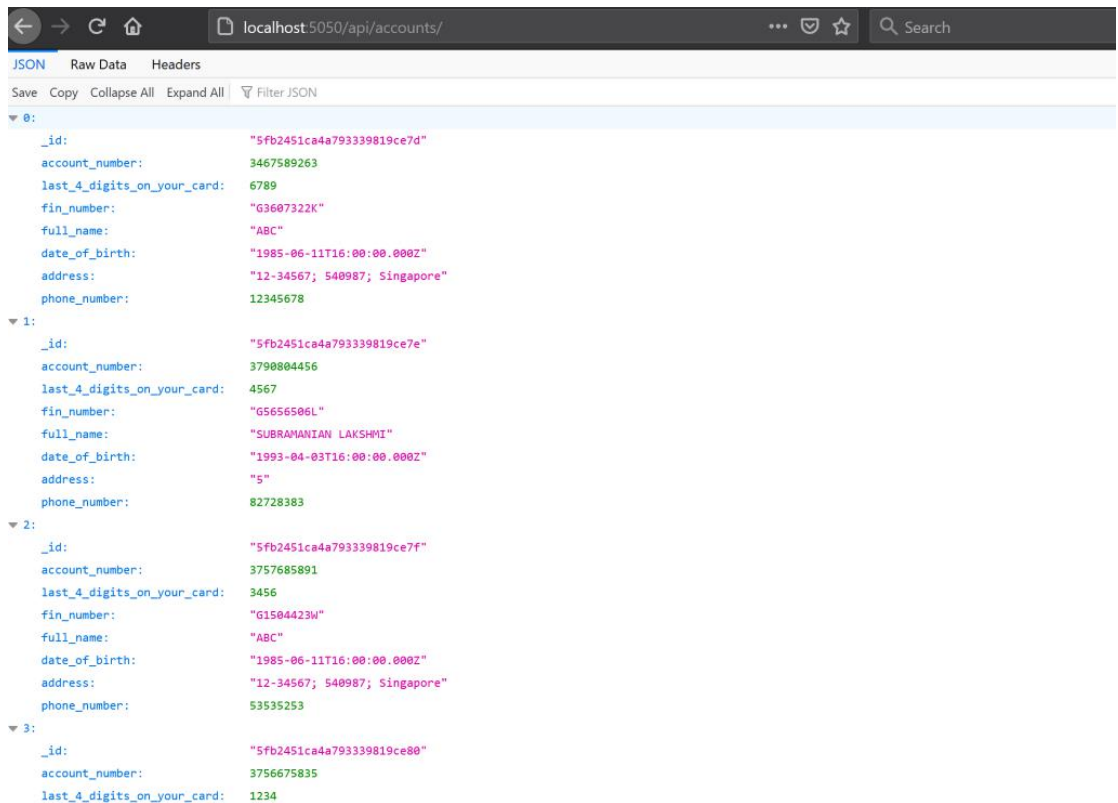 localhost:5050/api/accounts/ Search
JSON Raw Data Headers
Save Copy Collapse All Expand All Filter JSON
0:
_id: "5fb2451ca4a793339819ce7d"
account_number: 3467589263
last_4_digits_on_your_card: 6789
fin_number: "G3607322K"
full_name: "ABC"
date_of_birth: "1985-06-11T16:00:00.000Z"
address: "12-34567; 540987; Singapore"
phone_number: 12345678
1:
_id: "5fb2451ca4a793339819ce7e"
account_number: 3790804456
last_4_digits_on_your_card: 4567
fin_number: "G5656506L"
full_name: "SUBRAMANIAN LAKSHMI"
date_of_birth: "1993-04-03T16:00:00.000Z"
address: "5"
phone_number: 82728383
2:
_id: "5fb2451ca4a793339819ce7f"
account_number: 3757685891
last_4_digits_on_your_card: 3456
fin_number: "G1504423W"
full_name: "ABC"
date_of_birth: "1985-06-11T16:00:00.000Z"
address: "12-34567; 540987; Singapore"
phone_number: 53535253
3:
_id: "5fb2451ca4a793339819ce80"
account_number: 3756675835
last_4_digits_on_your_card: 1234